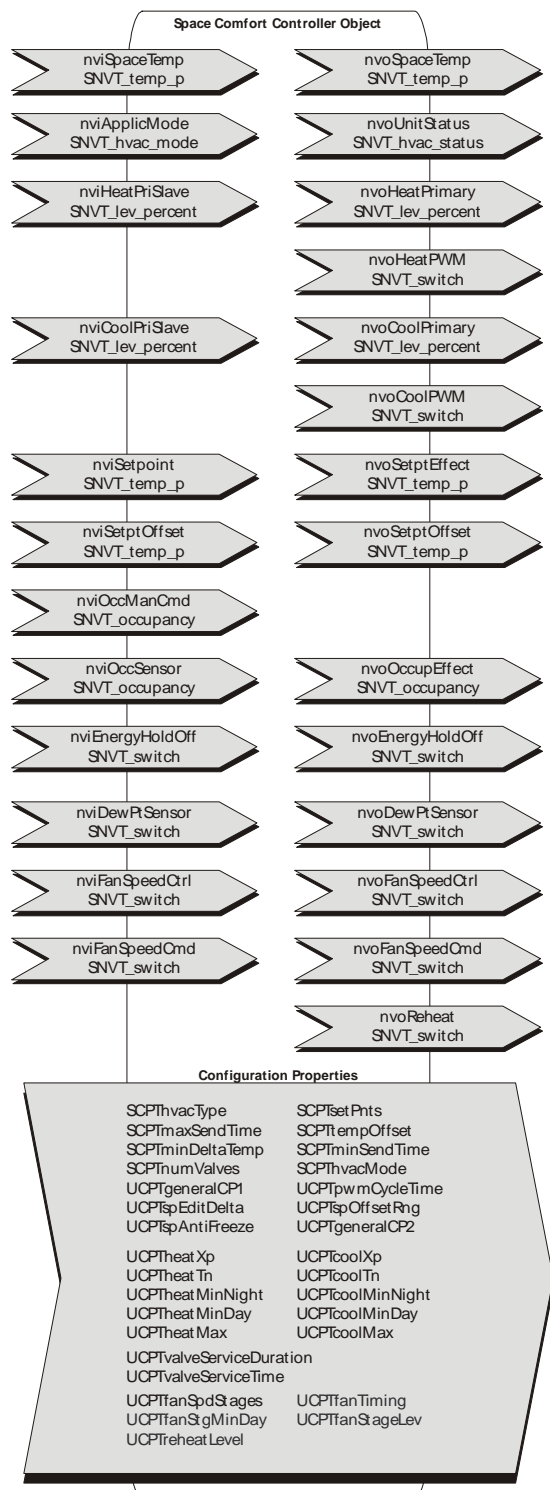 Space Comfort Controller Object
nviSpaceTemp
SNVT_temp_p
nvoSpaceTemp
SNVT_temp_p
nviApplicMode
SNVT_hvac_mode
nvoUnitStatus
SNVT_hvac_status
nviHeatPriSlave
SNVT_lev_percent
nvoHeatPrimary
SNVT_lev_percent
nvoHeatPWM
SNVT_switch
nviCoolPriSlave
SNVT_lev_percent
nvoCoolPrimary
SNVT_lev_percent
nvoCoolPWM
SNVT_switch
nviSetpoint
SNVT_temp_p
nvoSetptEffect
SNVT_temp_p
nviSetptOffset
SNVT_temp_p
nvoSetptOffset
SNVT_temp_p
nviOccManCmd
SNVT_occupancy
nviOccSensor
SNVT_occupancy
nvoOccupEffect
SNVT_occupancy
nviEnergyHoldOff
SNVT_switch
nvoEnergyHoldOff
SNVT_switch
nviDewPtSensor
SNVT_switch
nvoDewPtSensor
SNVT_switch
nviFanSpeedCtrl
SNVT_switch
nvoFanSpeedCtrl
SNVT_switch
nviFanSpeedCmd
SNVT_switch
nvoFanSpeedCmd
SNVT_switch
nvoReheat
SNVT_switch
Configuration Properties
SCPThvacType SCPTsetPnts
SCPTmaxSendTime SCPTtempOffset
SCPTminDeltaTemp SCPTminSendTime
SCPTnumValves SCPThvacMode
UCPTgeneralCP1 UCPTpwmCycleTime
UCPTspEditDelta UCPTspOffsetRng
UCPTspAntiFreeze UCPTgeneralCP2
UCPTheatXp UCPTcoolXp
UCPTheatTn UCPTcoolTn
UCPTheatMinNight UCPTcoolMinNight
UCPTheatMinDay UCPTcoolMinDay
UCPTheatMax UCPTcoolMax
UCPTvalveServiceDuration
UCPTvalveServiceTime
UCPTfanSpdStages UCPTfanTiming
UCPTfanStgMinDay UCPTfanStageLev
UCPTreheatLevel